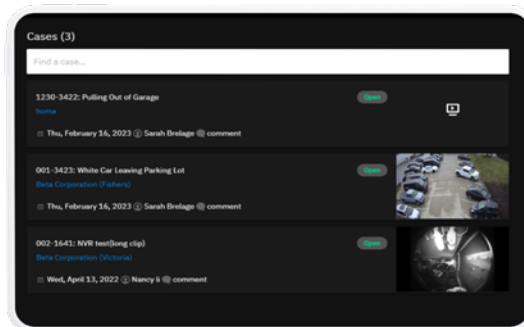 Cases (3)
Find a case...
1230-3422: Pulling Out of Garage
Open
home
Thu, February 16, 2023 Sarah Brelage comment
001-3423: White Car Leaving Parking Lot
Open
Beta Corporation (Fishers)
Thu, February 16, 2023 Sarah Brelage comment
002-1641: NVR test(long clip)
Open
Beta Corporation (Victoria)
Wed, April 13, 2022 Nancy li comment